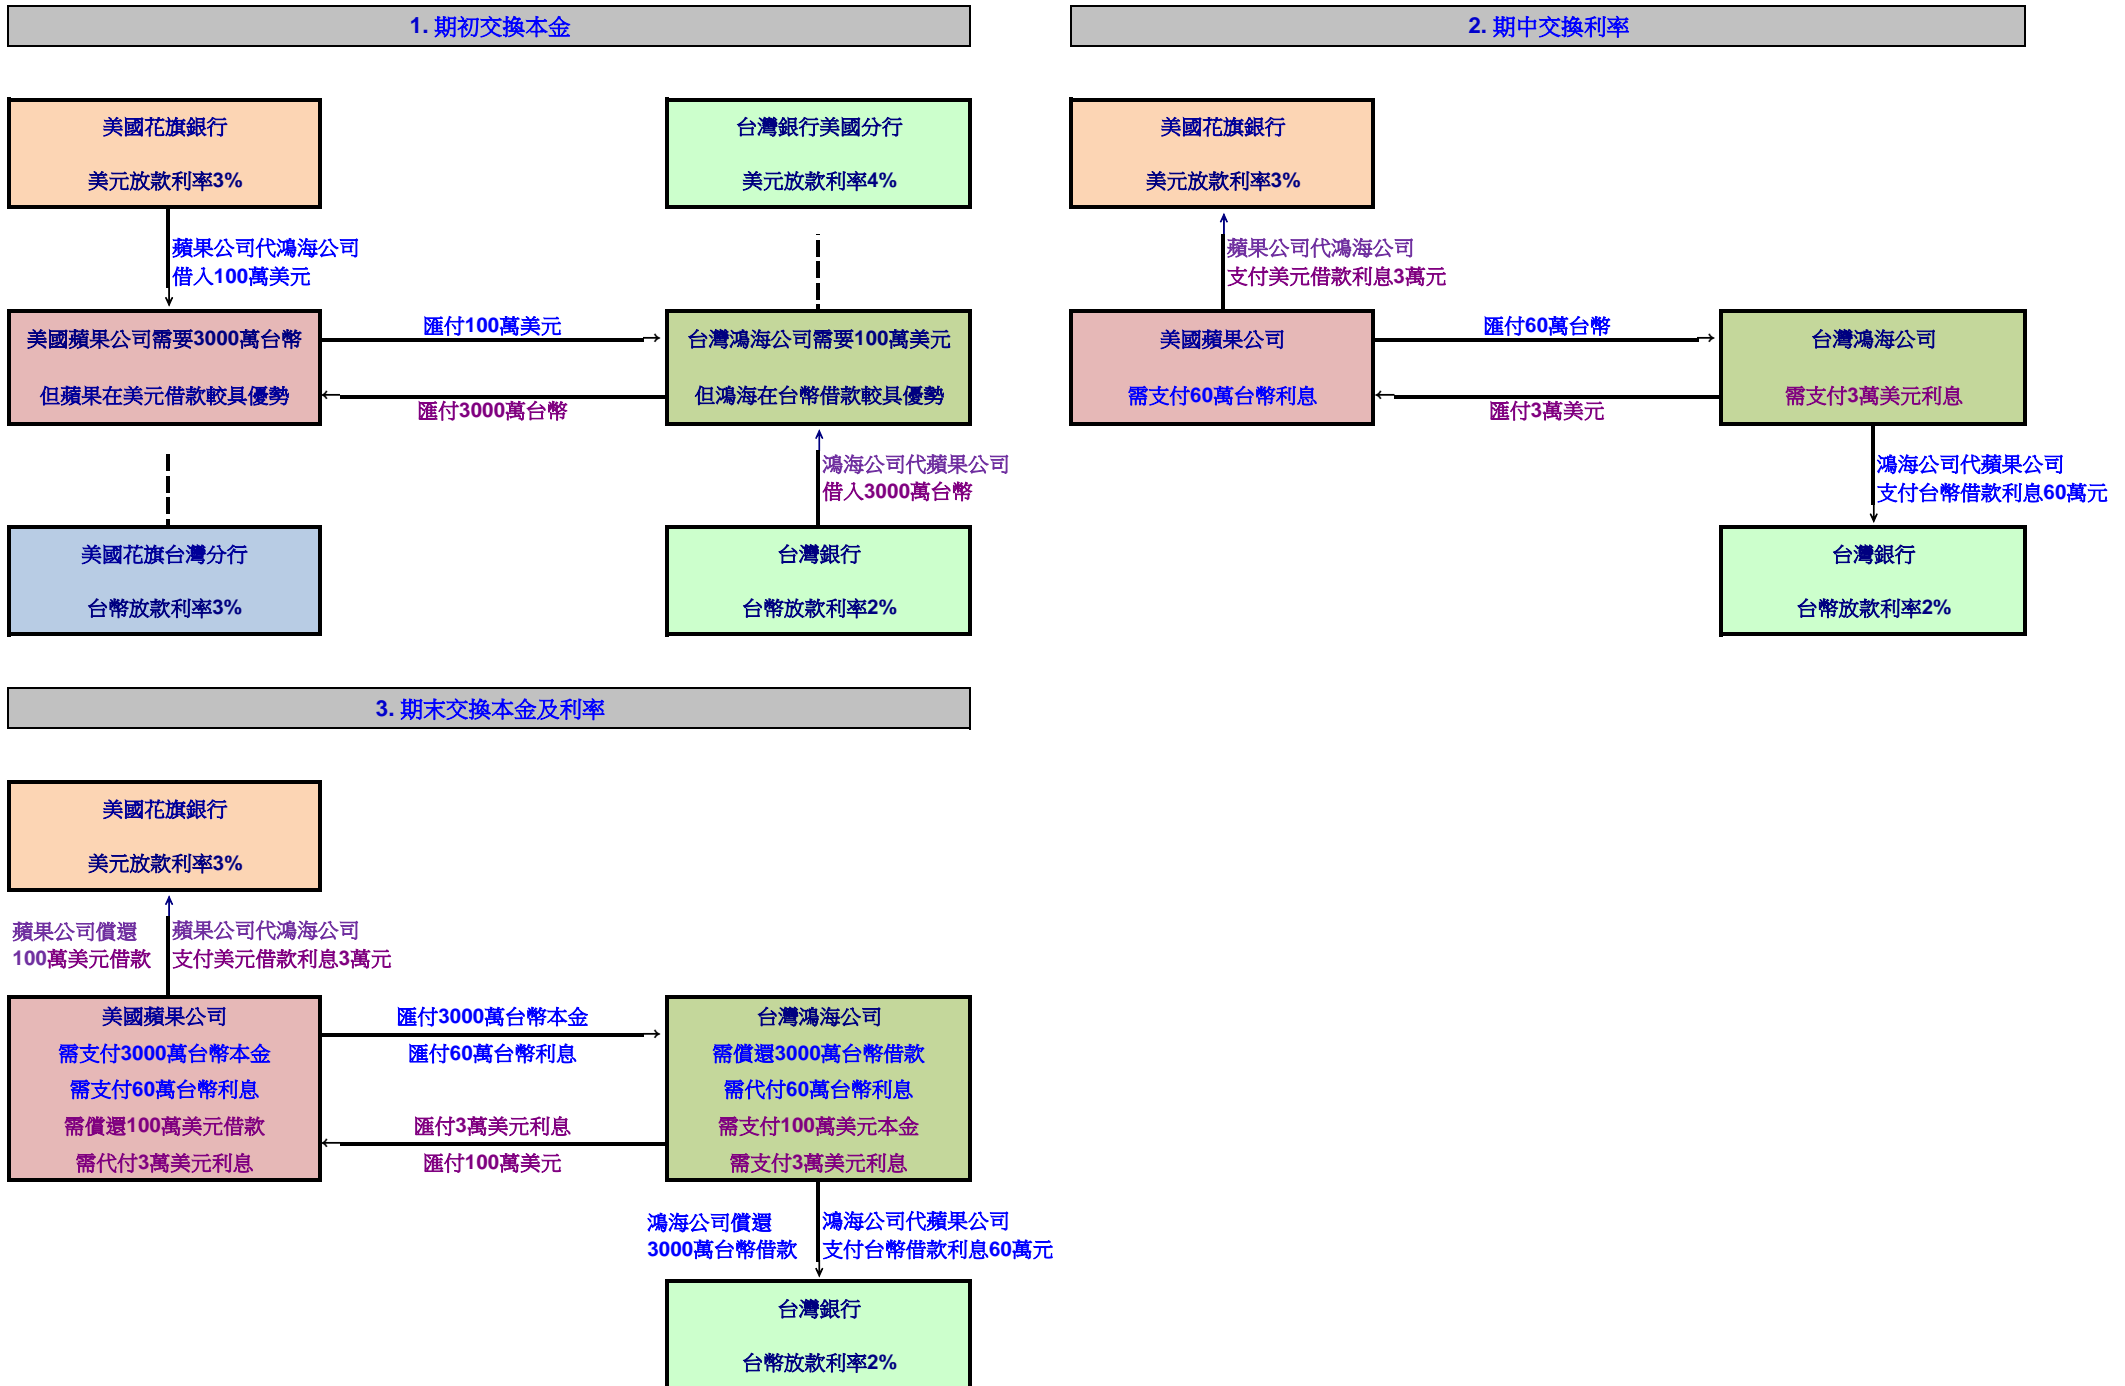 1. 期初交換本金
美國花旗銀行
美元放款利率3%
台灣銀行美國分行
美元放款利率4%
蘋果公司代鴻海公司
借入100萬美元
美國蘋果公司需要3000萬台幣
但蘋果在美元借款較具優勢
匯付100萬美元
匯付3000萬台幣
台灣鴻海公司需要100萬美元
但鴻海在台幣借款較具優勢
鴻海公司代蘋果公司
借入3000萬台幣
美國花旗台灣分行
台幣放款利率3%
台灣銀行
台幣放款利率2%
2. 期中交換利率
美國花旗銀行
美元放款利率3%
蘋果公司代鴻海公司
支付美元借款利息3萬元
美國蘋果公司
需支付60萬台幣利息
匯付60萬台幣
匯付3萬美元
台灣鴻海公司
需支付3萬美元利息
鴻海公司代蘋果公司
支付台幣借款利息60萬元
台灣銀行
台幣放款利率2%
3. 期末交換本金及利率
美國花旗銀行
美元放款利率3%
蘋果公司償還
100萬美元借款
蘋果公司代鴻海公司
支付美元借款利息3萬元
美國蘋果公司
需支付3000萬台幣本金
需支付60萬台幣利息
需償還100萬美元借款
需代付3萬美元利息
匯付3000萬台幣本金
匯付60萬台幣利息
匯付3萬美元利息
匯付100萬美元
台灣鴻海公司
需償還3000萬台幣借款
需代付60萬台幣利息
需支付100萬美元本金
需支付3萬美元利息
鴻海公司償還
3000萬台幣借款
鴻海公司代蘋果公司
支付台幣借款利息60萬元
台灣銀行
台幣放款利率2%